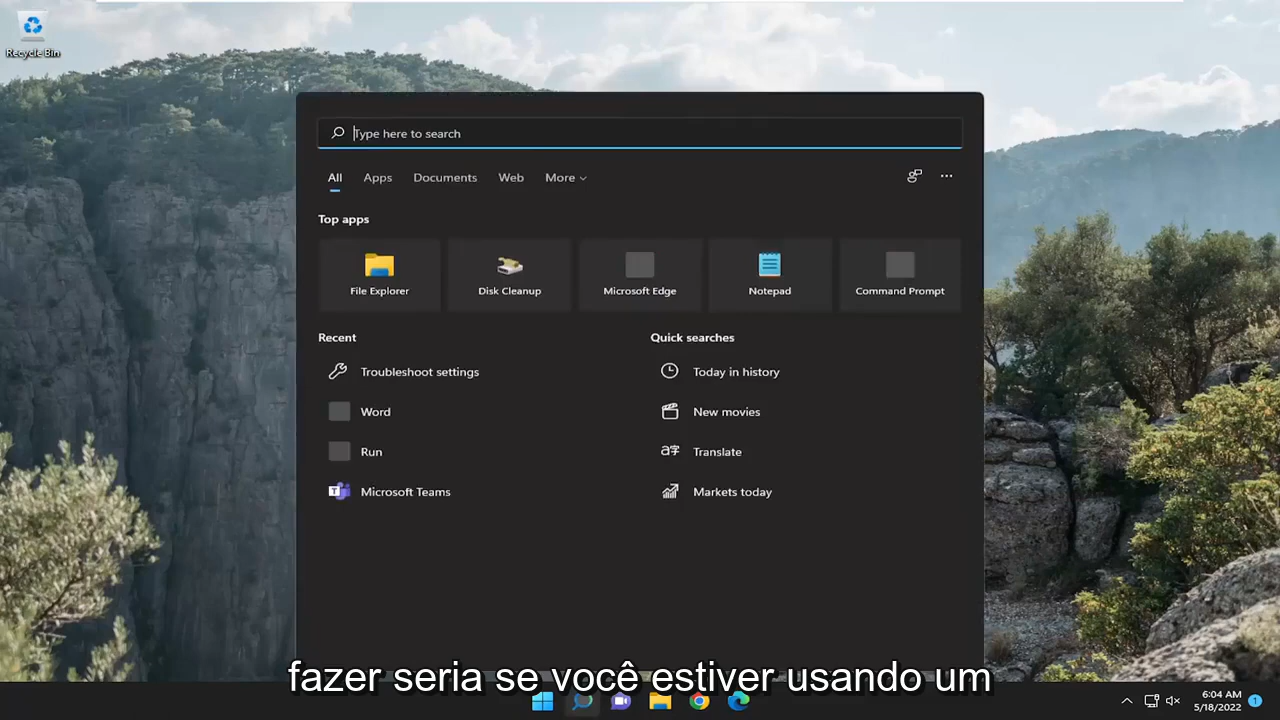 Recycle Bin
Type here to search
All Apps Documents Web More
Top apps
File Explorer Disk Cleanup Microsoft Edge Notepad Command Prompt
Recent Quick searches
Troubleshoot settings Today in history
Word New movies
Run Translate
Microsoft Teams Markets today
fazer seria se você estiver usando um
6:04 AM
5/18/2022 1